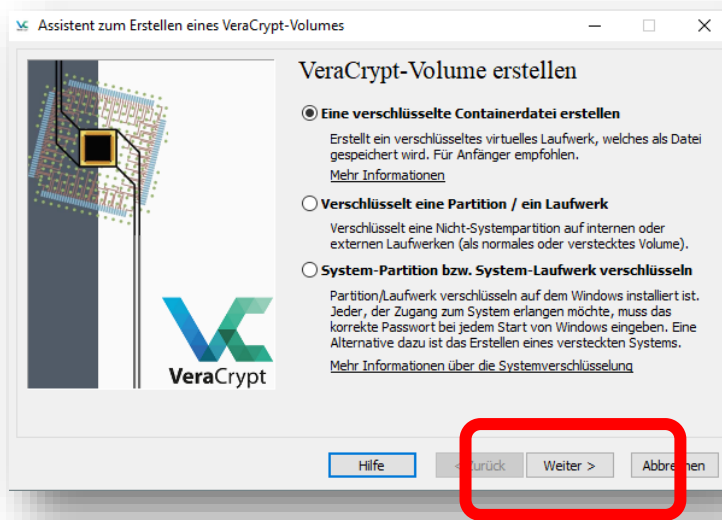 Assistent zum Erstellen eines VeraCrypt-Volumes
VeraCrypt-Volume erstellen
Eine verschlüsselte Containerdatei erstellen
Erstellt ein verschlüsseltes virtuelles Laufwerk, welches als Datei
gespeichert wird. Für Anfänger empfohlen.
Mehr Informationen
Verschlüsselt eine Partition / ein Laufwerk
Verschlüsselt eine Nicht-Systempartition auf internen oder
externen Laufwerken (als normales oder verstecktes Volume).
System-Partition bzw. System-Laufwerk verschlüsseln
Partition/Laufwerk verschlüsseln auf dem Windows installiert ist.
Jeder, der Zugang zum System erlangen möchte, muss das
korrekte Passwort bei jedem Start von Windows eingeben. Eine
Alternative dazu ist das Erstellen eines versteckten Systems.
Mehr Informationen über die Systemverschlüsselung
VeraCrypt
Hilfe
< Zurück
Weiter >
Abbrechen